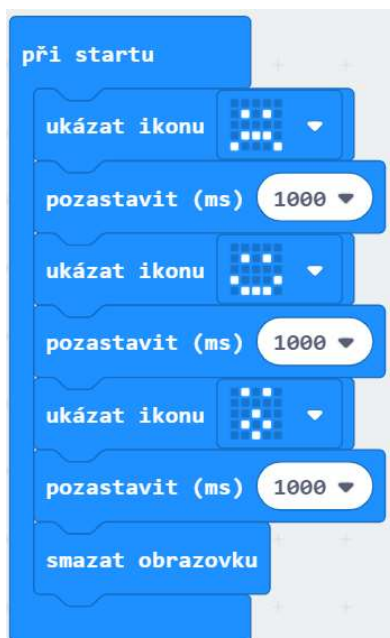 při startu
ukázat ikonu
pozastavit (ms) 1000
ukázat ikonu
pozastavit (ms) 1000
ukázat ikonu
pozastavit (ms) 1000
smazat obrazovku